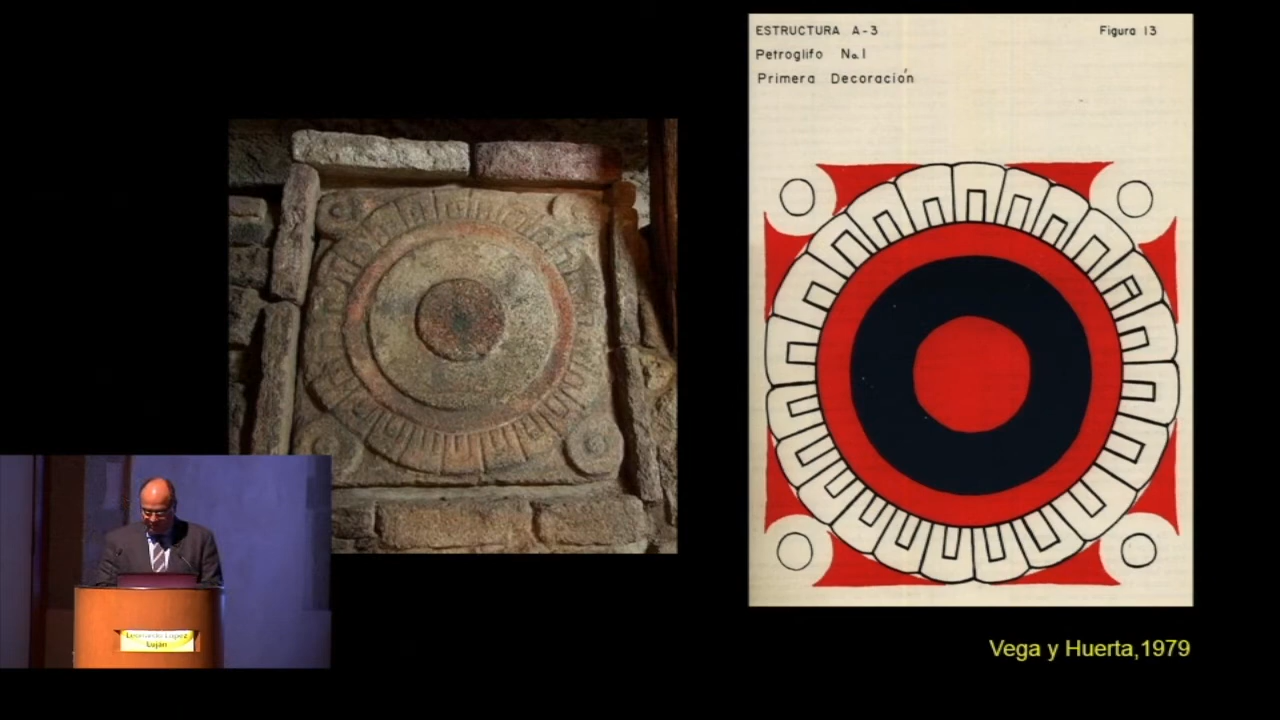 ESTRUCTURA A-3
Figura 13
Petroglifo No.1
Primera Decoración
Leonardo López
Luján
Vega y Huerta,1979